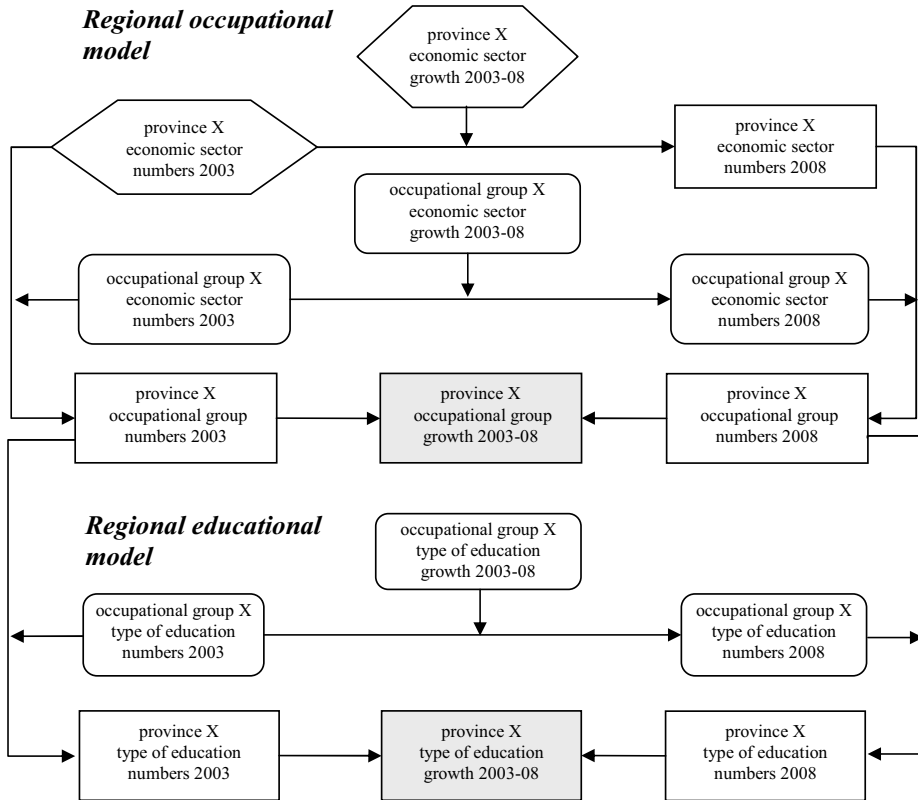 Regional occupational
model
province X
economic sector
growth 2003-08
province X
economic sector
numbers 2003
province X
economic sector
numbers 2008
occupational group X
economic sector
growth 2003-08
occupational group X
economic sector
numbers 2003
occupational group X
economic sector
numbers 2008
province X
occupational group
numbers 2003
province X
occupational group
growth 2003-08
province X
occupational group
numbers 2008
Regional educational
model
occupational group X
type of education
growth 2003-08
occupational group X
type of education
numbers 2003
occupational group X
type of education
numbers 2008
province X
type of education
numbers 2003
province X
type of education
growth 2003-08
province X
type of education
numbers 2008